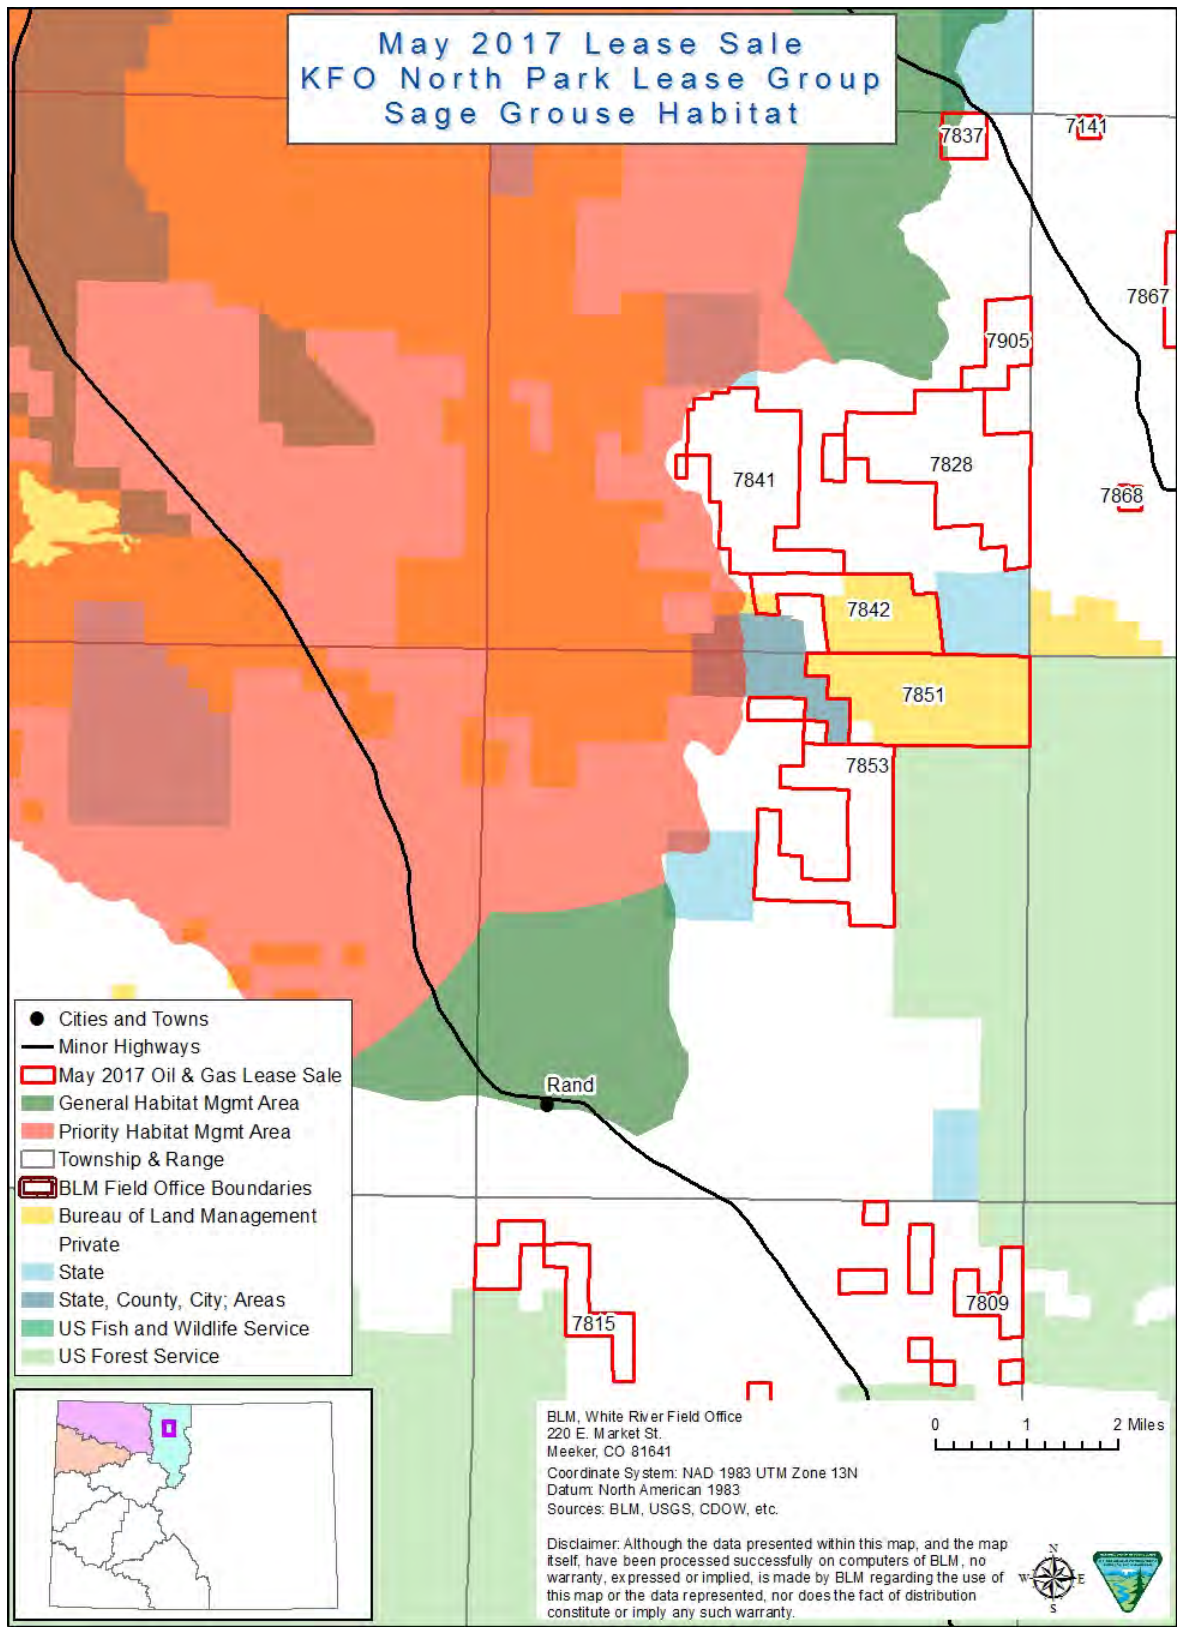 May 2017 Lease Sale
KFO North Park Lease Group
Sage Grouse Habitat
7837
7141
7867
7905
7841
7828
7868
7842
7851
7853
Cities and Towns
Minor Highways
May 2017 Oil & Gas Lease Sale
General Habitat Mgmt Area
Priority Habitat Mgmt Area
Township & Range
BLM Field Office Boundaries
Bureau of Land Management
Private
State
State, County, City; Areas
US Fish and Wildlife Service
US Forest Service
Rand
7815
7809
BLM, White River Field Office
220 E. Market St.
Meeker, CO 81641
Coordinate System: NAD 1983 UTM Zone 13N
Datum: North American 1983
Sources: BLM, USGS, CDOW, etc.
Disclaimer: Although the data presented within this map, and the map
itself, have been processed successfully on computers of BLM, no
warranty, expressed or implied, is made by BLM regarding the use of
this map or the data represented, nor does the fact of distribution
constitute or imply any such warranty.
0 1 2 Miles
N
W E
S